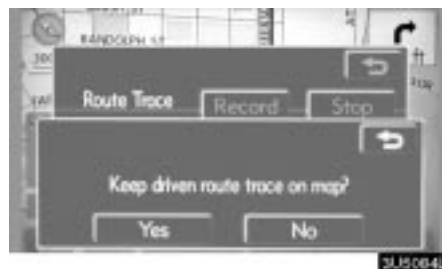 RANDOLPH ST
Route Trace Record Stop
Keep driven route trace on map?
Yes No
3U5084